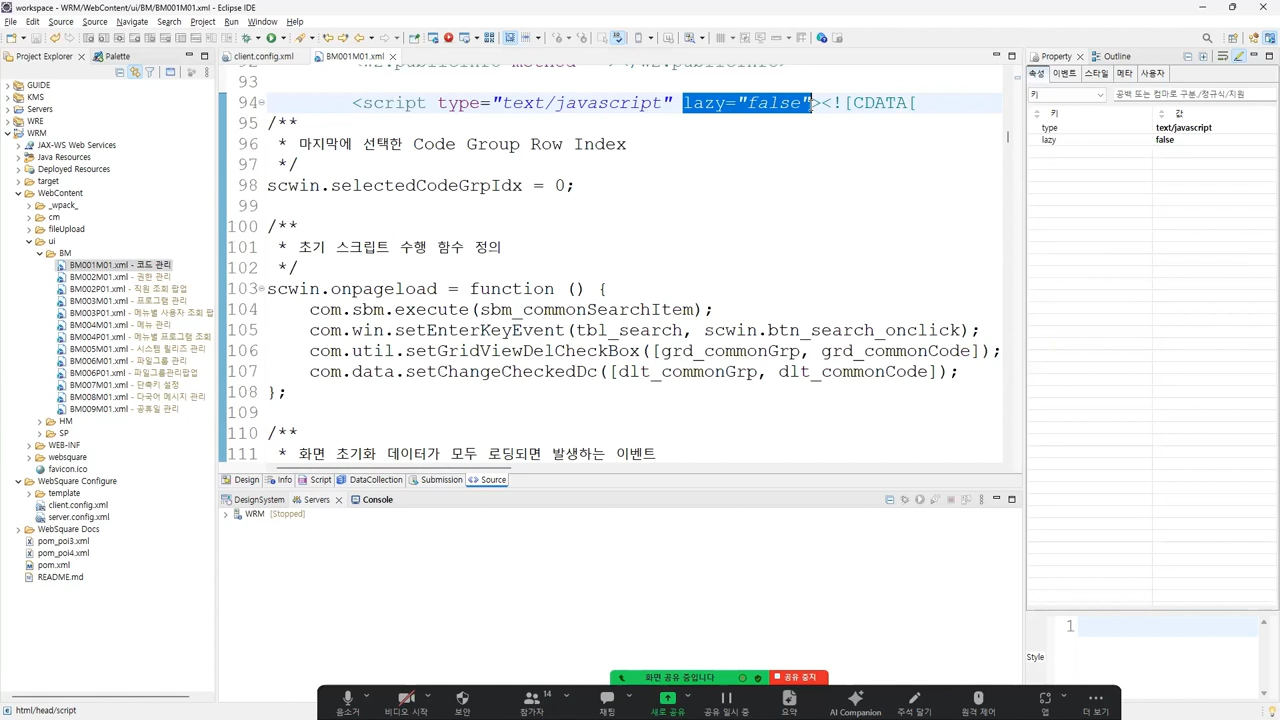 workspace - WRM/WebContent/ui/BM/BM001M01.xml - Eclipse IDE
File Edit Source Source Navigate Search Project Run Window Help
Project Explorer Palette
client.config.xml BM001M01.xml
Property Outline
속성 이벤트 스타일 메타 사용자
키 공백 또는 컴마로 구분./정규식/지원
키 값
type text/javascript
lazy false
GUIDE
KMS
Servers
WRE
WRM
JAX-WS Web Services
Java Resources
Deployed Resources
target
WebContent
_wpack_
cm
fileUpload
ui
BM
BM001M01.xml - 코드 관리
BM002M01.xml - 권한 관리
BM002P01.xml - 직원 조회 팝업
BM003M01.xml - 프로그램 관리
BM003P01.xml - 메뉴별 사용자 조회 팝
BM004M01.xml - 메뉴 관리
BM004P01.xml - 메뉴별 프로그램 조회
BM005M01.xml - 시스템 릴리즈 관리
BM006M01.xml - 파일그룹 관리
BM006P01.xml - 파일그룹관리팝업
BM007M01.xml - 단축키 설정
BM008M01.xml - 다국어 메시지 관리
BM009M01.xml - 공휴일 관리
HM
SP
WEB-INF
websquare
favicon.ico
WebSquare Configure
template
client.config.xml
server.config.xml
WebSquare Docs
pom_poi3.xml
pom_poi4.xml
pom.xml
README.md
93
94 <script type="text/javascript" lazy="false"><![CDATA[
95 /**
96 * 마지막에 선택한 Code Group Row Index
97 */
98 scwin.selectedCodeGrpIdx = 0;
99
100 /**
101 * 초기 스크립트 수행 함수 정의
102 */
103 scwin.onpageload = function () {
104 com.sbm.execute(sbm_commonSearchItem);
105 com.win.setEnterKeyEvent(tbl_search, scwin.btn_search_onclick);
106 com.util.setGridViewDelCheckBox([grd_commonGrp, grd_commonCode]);
107 com.data.setChangeCheckedDc([dlt_commonGrp, dlt_commonCode]);
108 };
109
110 /**
111 * 화면 초기화 데이터가 모두 로딩되면 발생하는 이벤트
Design Info Script DataCollection Submission Source
DesignSystem Servers Console
WRM [Stopped]
1
Style
화면 공유 중입니다 공유 중지
14
음소거 비디오 시작 보안 참가자 채팅 새로 공유 공유 일시 중 요약 AI Companion 주석 달기 원격 제어 앱 더 보기
html/head/script